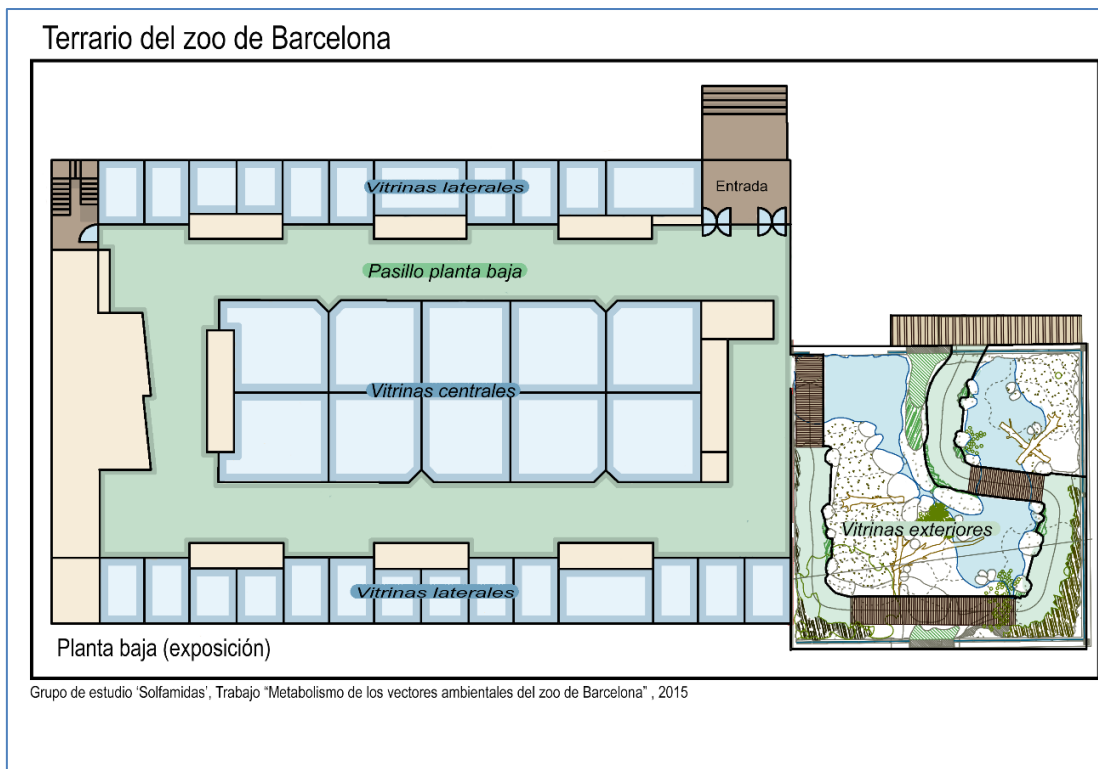 Terrario del zoo de Barcelona
Vitrinas laterales
Entrada
Pasillo planta baja
Vitrinas centrales
Vitrinas exteriores
Vitrinas laterales
Planta baja (exposición)
Grupo de estudio ‘Solfamidas’, Trabajo “Metabolismo de los vectores ambientales del zoo de Barcelona” , 2015